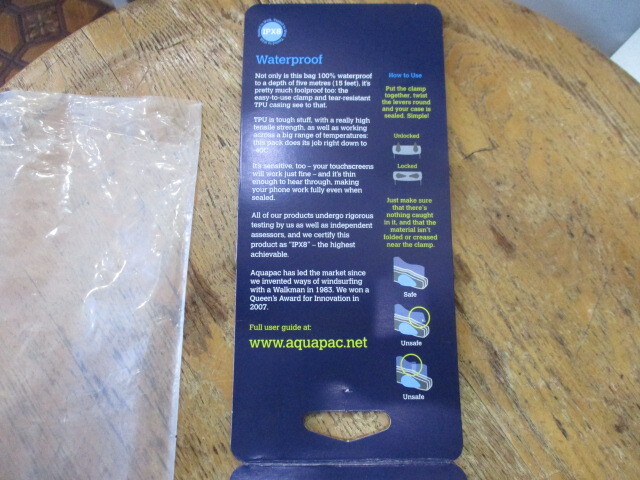 IPX8
Waterproof
Not only is this bag 100% waterproof
to a depth of five metres (15 feet), it's
pretty much foolproof too: the
easy-to-use clamp and tear-resistant
TPU casing see to that.
TPU is tough stuff, with a really high
tensile strength, as well as working
across a big range of temperatures:
this pack does its job right down to
It's sensitive, too – your touchscreens
will work just fine – and it's thin
enough to hear through, making
your phone work fully even when
sealed.
All of our products undergo rigorous
testing by us as well as independent
assessors, and we certify this
product as "IPX8" – the highest
achievable.
Aquapac has led the market since
we invented ways of windsurfing
with a Walkman in 1983. We won a
Queen's Award for Innovation in
2007.
Full user guide at:
www.aquapac.net
How to Use
Put the clamp
together, twist
the levers round
and your case is
sealed. Simple!
Unlocked
Locked
Just make sure
that there's
nothing caught
in it, and that the
material isn't
folded or creased
near the clamp.
Safe
Unsafe
Unsafe